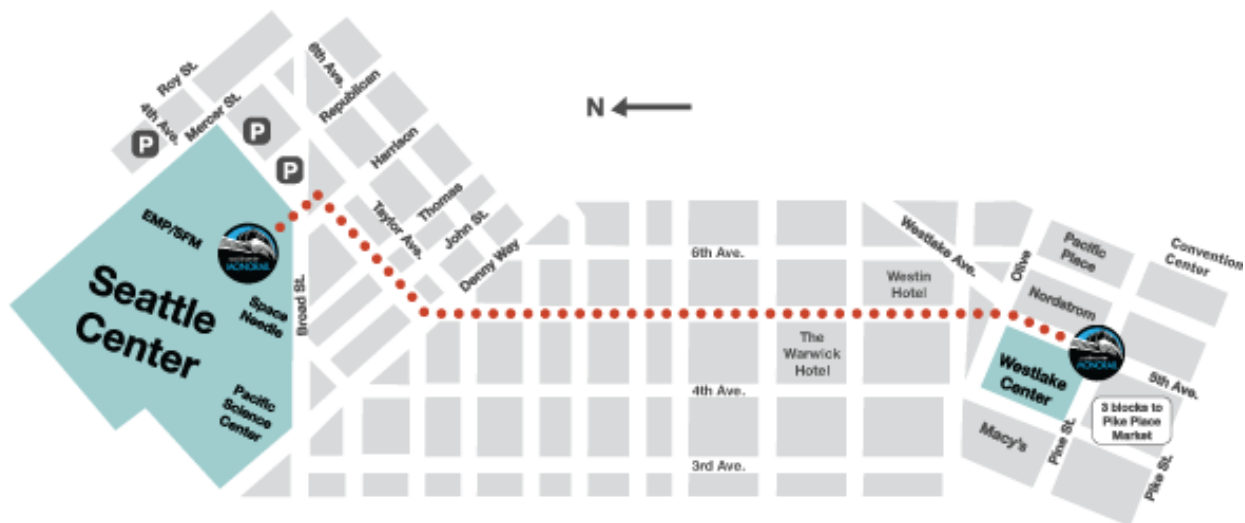 Roy St.
4th Ave.
Mercer St.
6th Ave.
Republican
Harrison
Taylor Ave.
Thomas
John St.
Denny Way
P
P
P
N
EMP/SFM
MONORAIL
Seattle
Center
Space
Needle
Broad St.
Pacific
Science
Center
6th Ave.
Westlake Ave.
Westin
Hotel
The
Warwick
Hotel
4th Ave.
3rd Ave.
Olive
Pacific
Place
Convention
Center
Nordstrom
MONORAIL
Westlake
Center
5th Ave.
3 blocks to
Pike Place
Market
Macy's
Pine St.
Pike St.